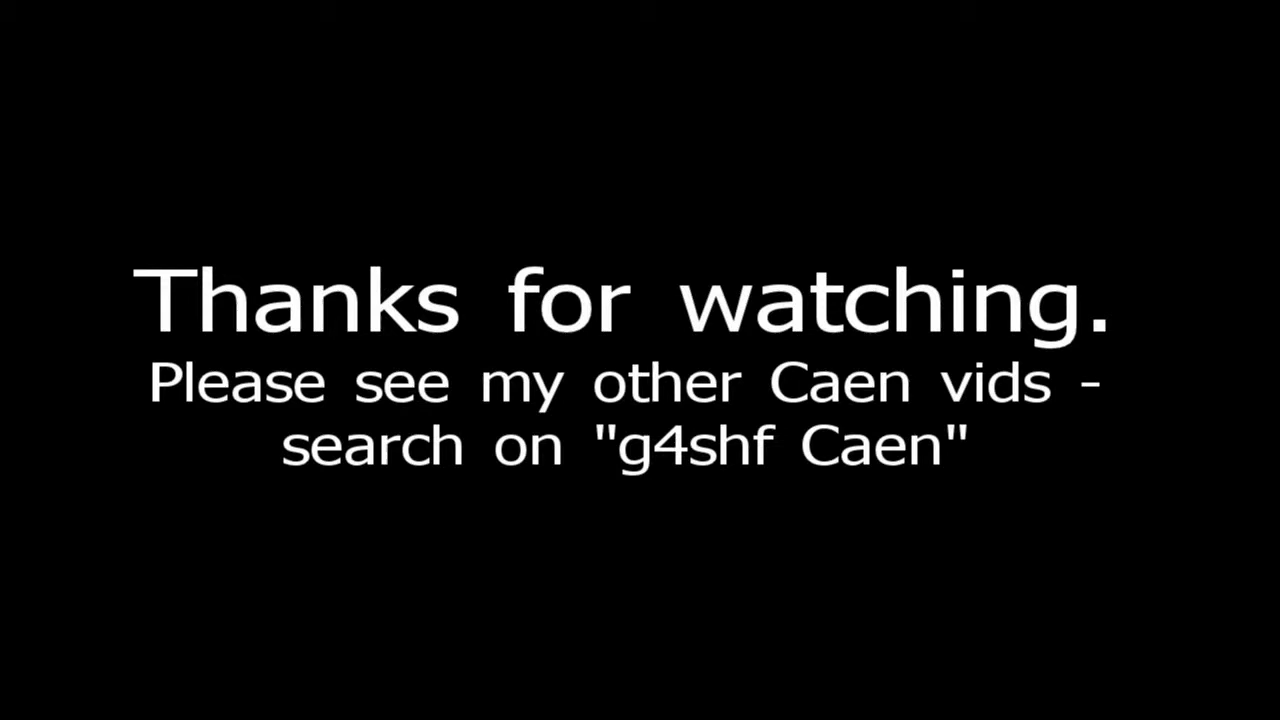 Thanks for watching.
Please see my other Caen vids -
search on "g4shf Caen"